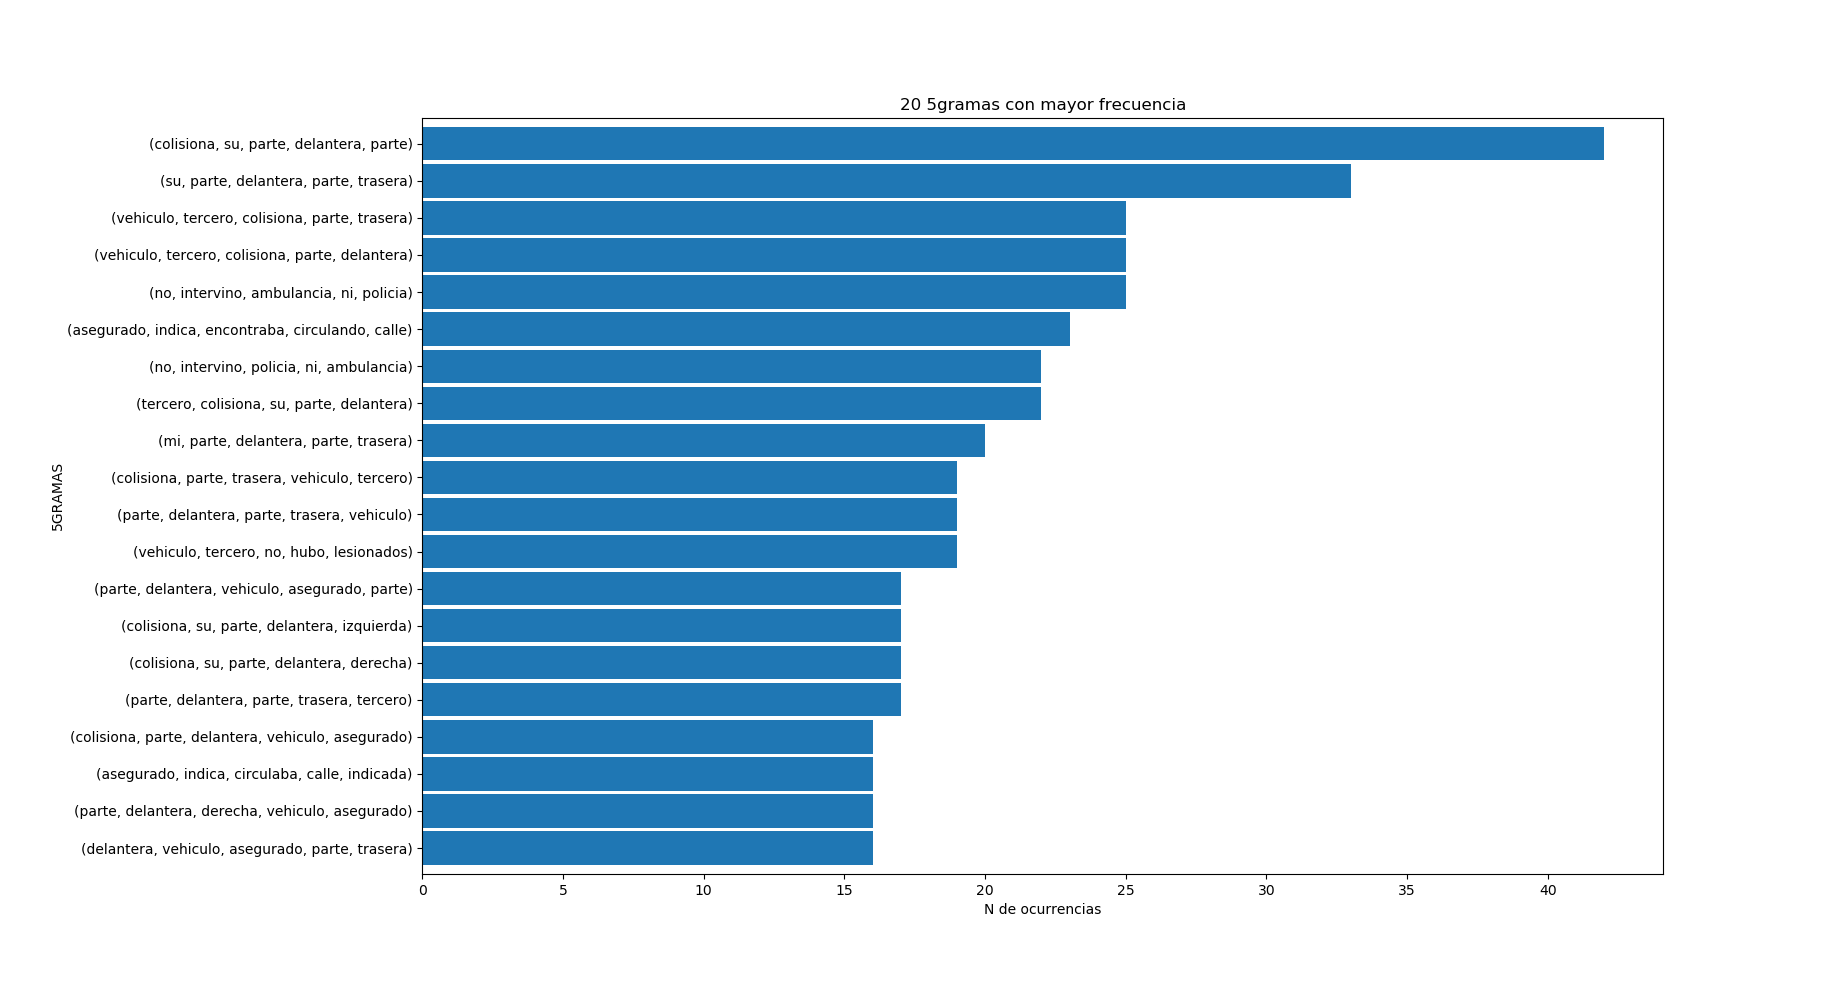 20 5gramas con mayor frecuencia
(colisiona, su, parte, delantera, parte)
(su, parte, delantera, parte, trasera)
(vehiculo, tercero, colisiona, parte, trasera)
(vehiculo, tercero, colisiona, parte, delantera)
(no, intervino, ambulancia, ni, policia)
(asegurado, indica, encontraba, circulando, calle)
(no, intervino, policia, ni, ambulancia)
(tercero, colisiona, su, parte, delantera)
(mi, parte, delantera, parte, trasera)
(colisiona, parte, trasera, vehiculo, tercero)
(parte, delantera, parte, trasera, vehiculo)
(vehiculo, tercero, no, hubo, lesionados)
(parte, delantera, vehiculo, asegurado, parte)
(colisiona, su, parte, delantera, izquierda)
(colisiona, su, parte, delantera, derecha)
(parte, delantera, parte, trasera, tercero)
(colisiona, parte, delantera, vehiculo, asegurado)
(asegurado, indica, circulaba, calle, indicada)
(parte, delantera, derecha, vehiculo, asegurado)
(delantera, vehiculo, asegurado, parte, trasera)
5GRAMAS
0 5 10 15 20 25 30 35 40
N de ocurrencias